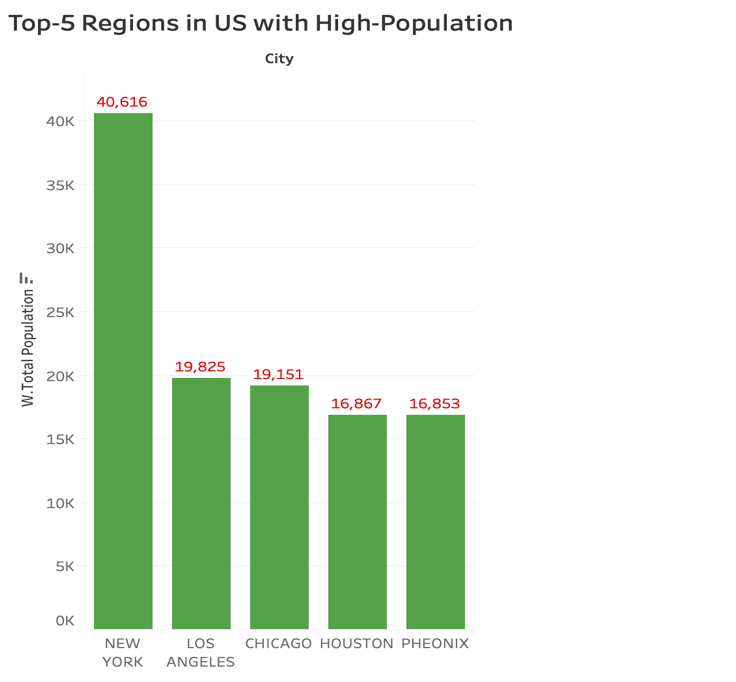 Top-5 Regions in US with High-Population
City
W.Total Population
40K
35K
30K
25K
20K
15K
10K
5K
0K
40,616
19,825
19,151
16,867
16,853
NEW
YORK
LOS
ANGELES
CHICAGO
HOUSTON
PHEONIX